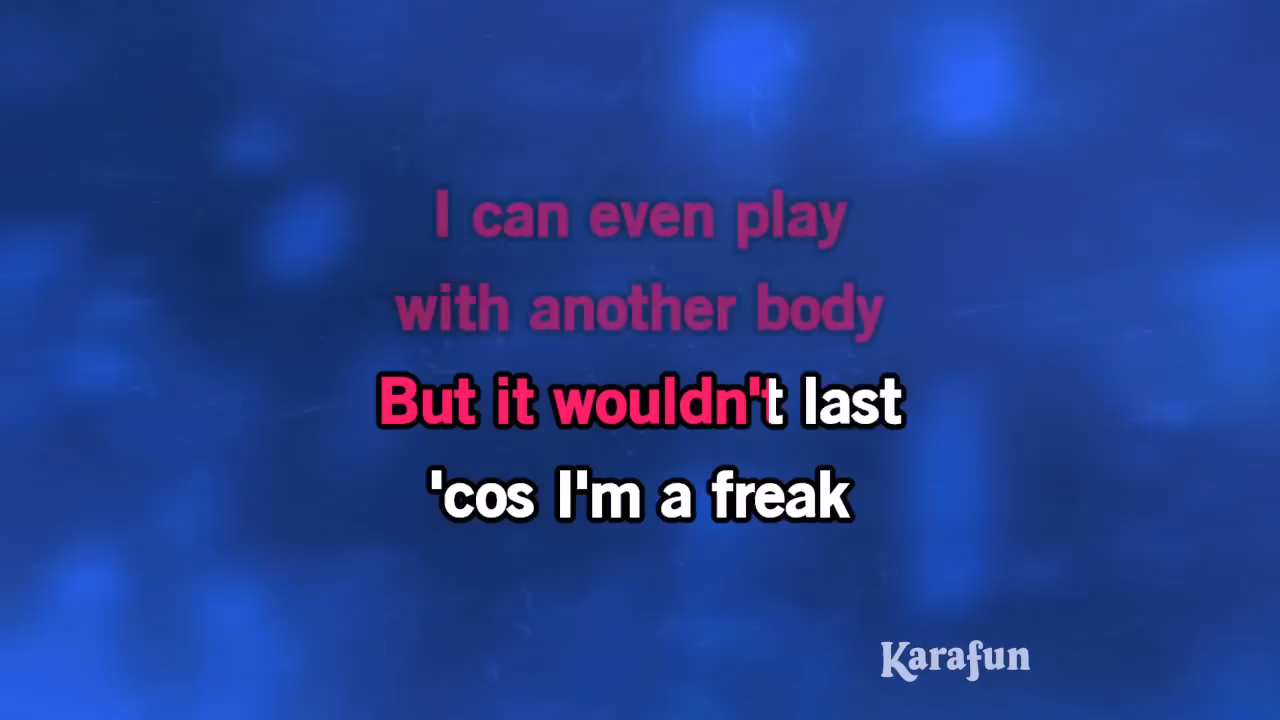 I can even play
with another body
But it wouldn't last
'cos I'm a freak
Karafun